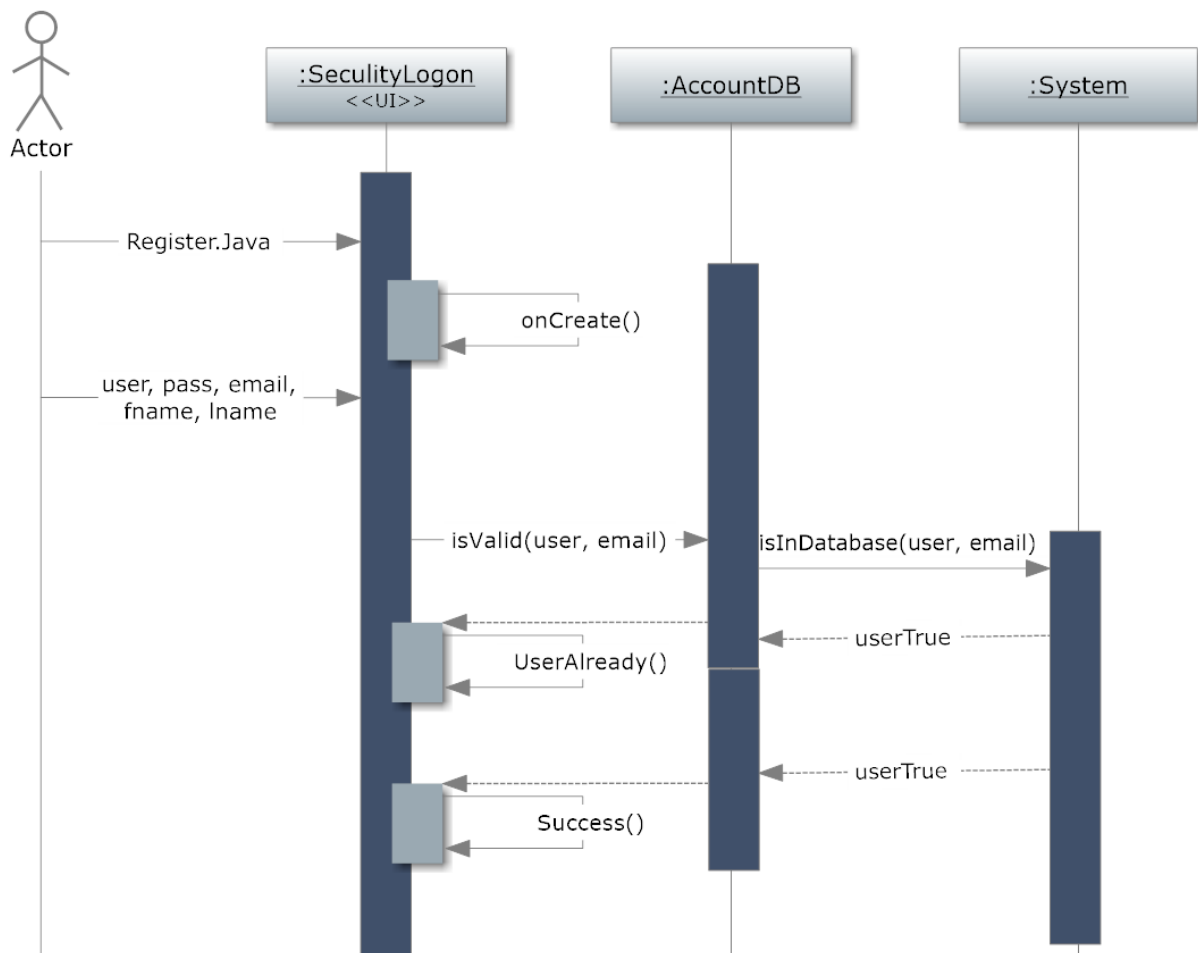 :SeculityLogon
<<UI>>
:AccountDB
:System
Actor
Register.Java
onCreate()
user, pass, email,
fname, lname
isValid(user, email)
isInDatabase(user, email)
userTrue
UserAlready()
userTrue
Success()